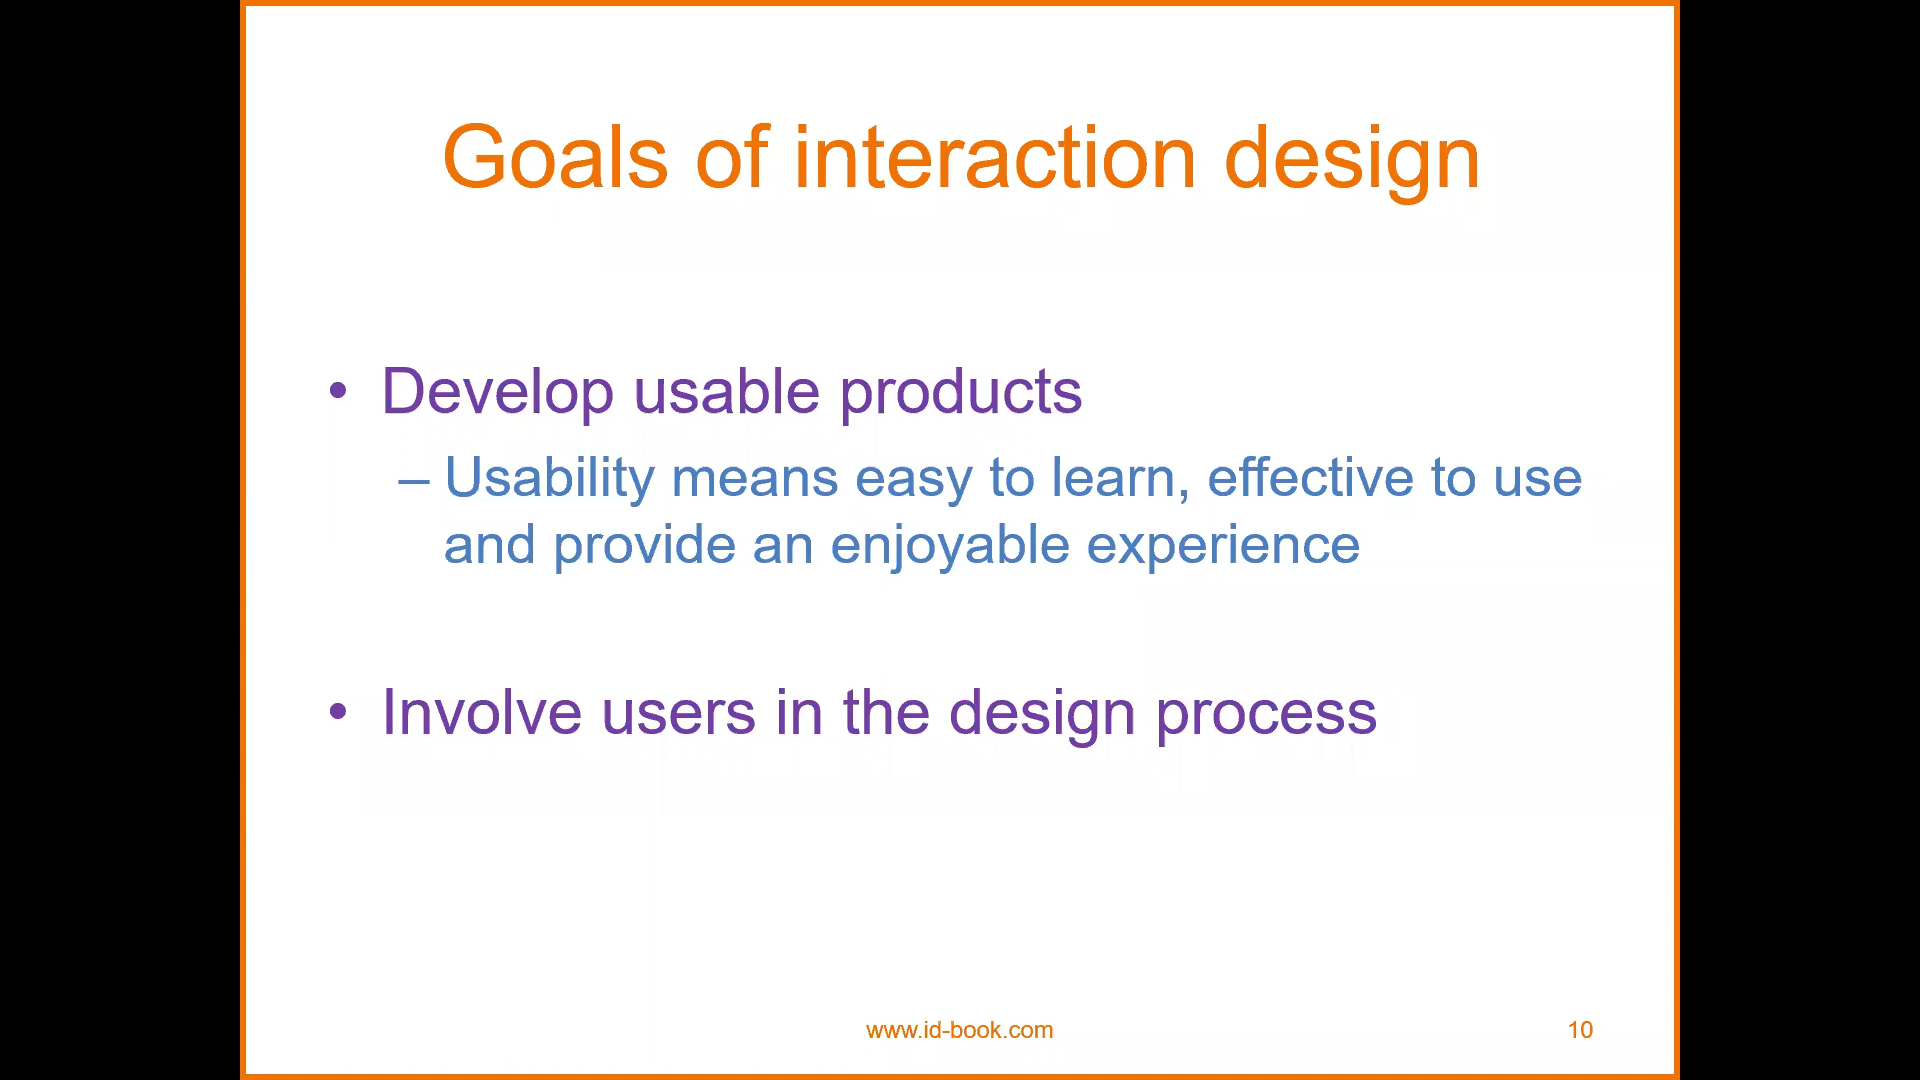 Goals of interaction design
• Develop usable products
– Usability means easy to learn, effective to use
and provide an enjoyable experience
• Involve users in the design process
www.id-book.com
10